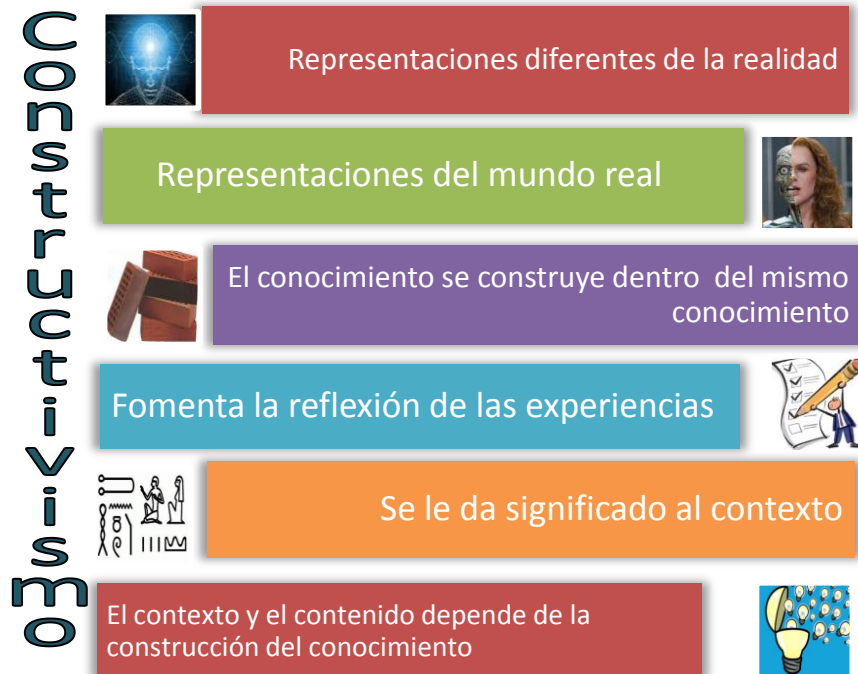 Constructivismo
Representaciones diferentes de la realidad
Representaciones del mundo real
El conocimiento se construye dentro del mismo
conocimiento
Fomenta la reflexión de las experiencias
Se le da significado al contexto
El contexto y el contenido depende de la
construcción del conocimiento